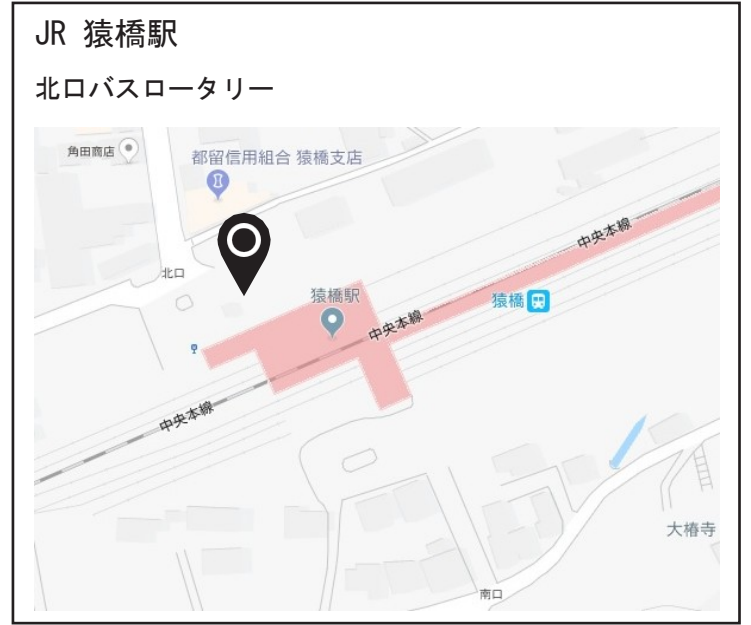 JR 猿橋駅
北口バスロータリー
角田商店
都留信用組合 猿橋支店
中央本線
北口
猿橋駅
猿橋
中央本線
中央本線
大椿寺
南口